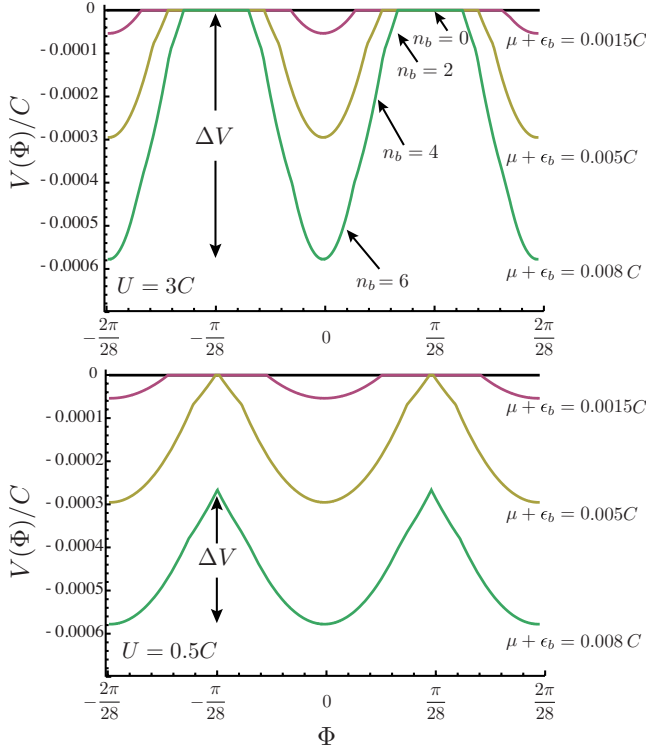 0
-0.0001
-0.0002
-0.0003
-0.0004
-0.0005
-0.0006
V(Φ)/C
n_b = 0
n_b = 2
n_b = 4
n_b = 6
ΔV
U = 3C
μ + ϵ_b = 0.0015C
μ + ϵ_b = 0.005C
μ + ϵ_b = 0.008 C
−2π/28
−π/28
0
π/28
2π/28
0
-0.0001
-0.0002
-0.0003
-0.0004
-0.0005
-0.0006
V(Φ)/C
ΔV
U = 0.5C
μ + ϵ_b = 0.0015C
μ + ϵ_b = 0.005C
μ + ϵ_b = 0.008 C
−2π/28
−π/28
0
π/28
2π/28
Φ